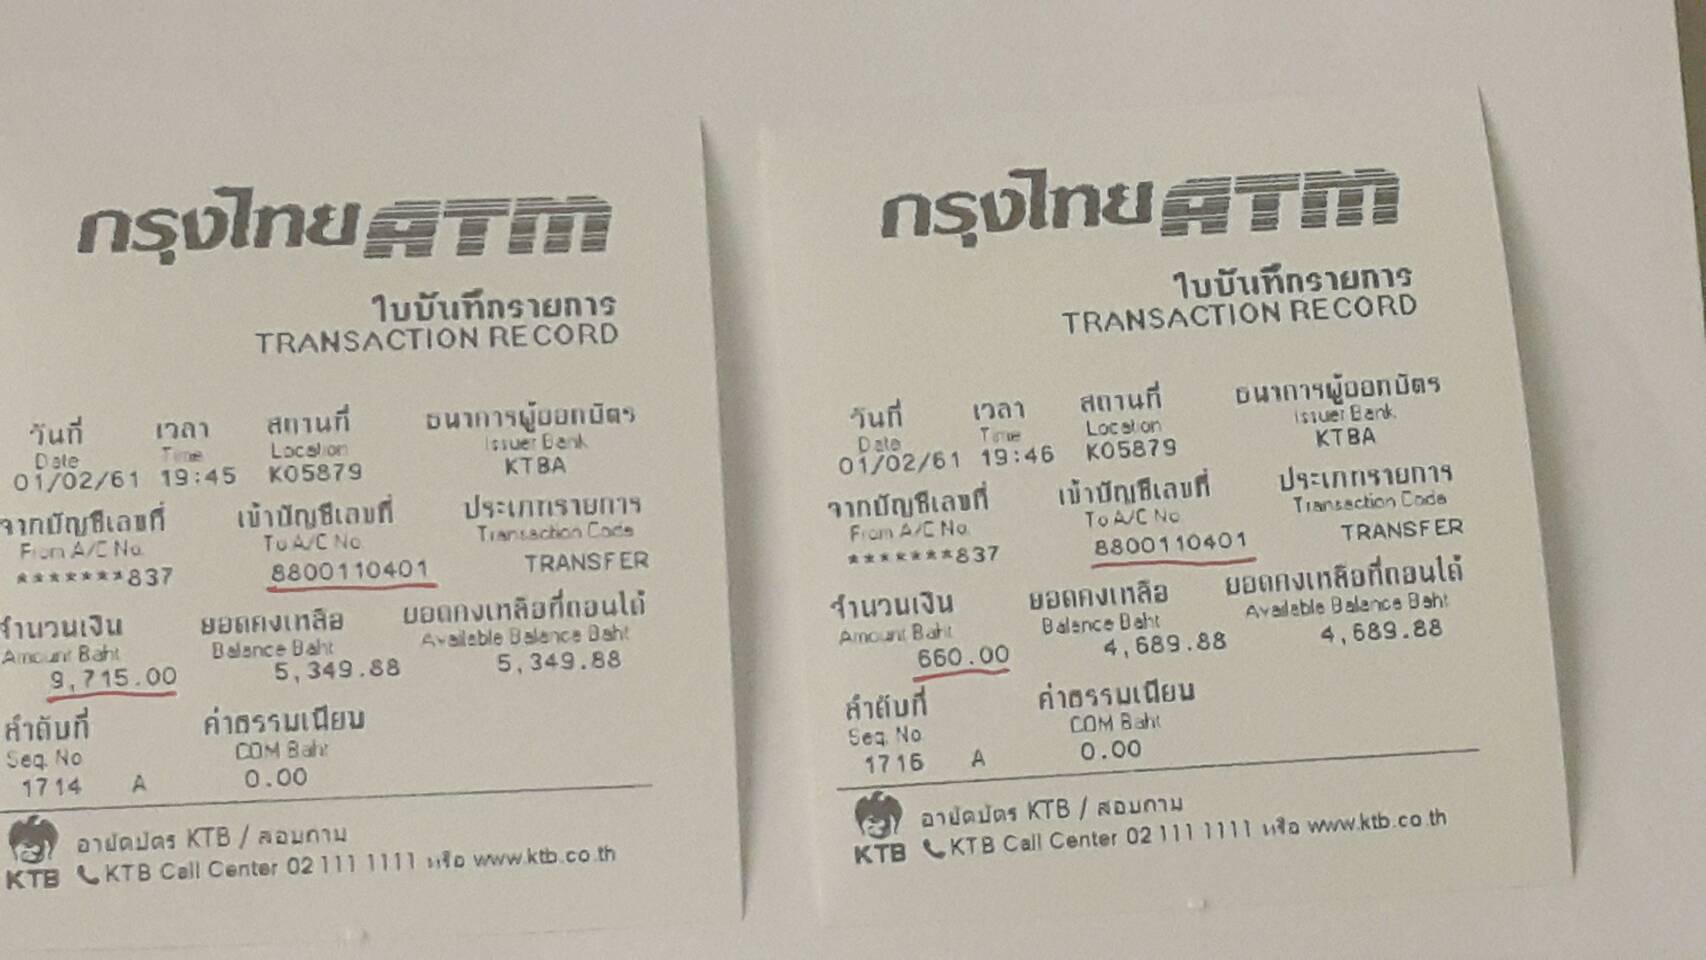 กรุงไทย ATM
ใบบันทึกรายการ
TRANSACTION RECORD
วันที่ เวลา สถานที่ ธนาคารผู้ออกบัตร
Date Time Location Issuer Bank
01/02/61 19:45 K05879 KTBA
จากบัญชีเลขที่ เข้าบัญชีเลขที่ ประเภทรายการ
From A/C No. To A/C No. Transaction Code
*******837 8800110401 TRANSFER
จำนวนเงิน ยอดคงเหลือ ยอดคงเหลือที่ถอนได้
Amount Baht Balance Baht Available Balance Baht
9,715.00 5,349.88 5,349.88
ลำดับที่ ค่าธรรมเนียม
Seq. No COM Baht
1714 A 0.00
อายัดบัตร KTB / สอบถาม
KTB KTB Call Center 02 111 1111 หรือ www.ktb.co.th
กรุงไทย ATM
ใบบันทึกรายการ
TRANSACTION RECORD
วันที่ เวลา สถานที่ ธนาคารผู้ออกบัตร
Date Time Location Issuer Bank
01/02/61 19:46 K05879 KTBA
จากบัญชีเลขที่ เข้าบัญชีเลขที่ ประเภทรายการ
From A/C No. To A/C No. Transaction Code
*******837 8800110401 TRANSFER
จำนวนเงิน ยอดคงเหลือ ยอดคงเหลือที่ถอนได้
Amount Baht Balance Baht Available Balance Baht
660.00 4,689.88 4,689.88
ลำดับที่ ค่าธรรมเนียม
Seq. No COM Baht
1716 A 0.00
อายัดบัตร KTB / สอบถาม
KTB KTB Call Center 02 111 1111 หรือ www.ktb.co.th